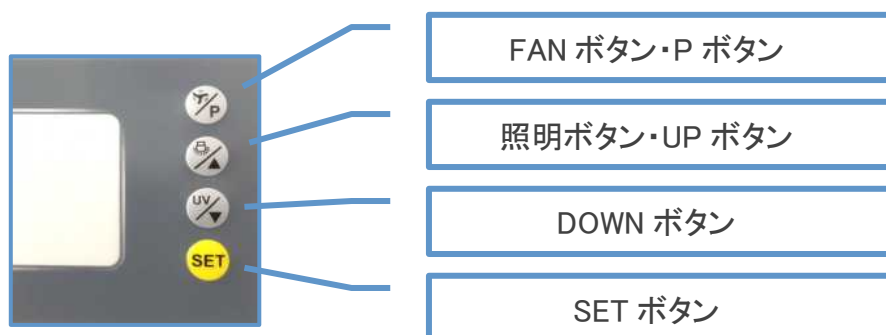 FAN ボタン・P ボタン
/P
照明ボタン・UP ボタン
UV/▼
DOWN ボタン
SET
SET ボタン